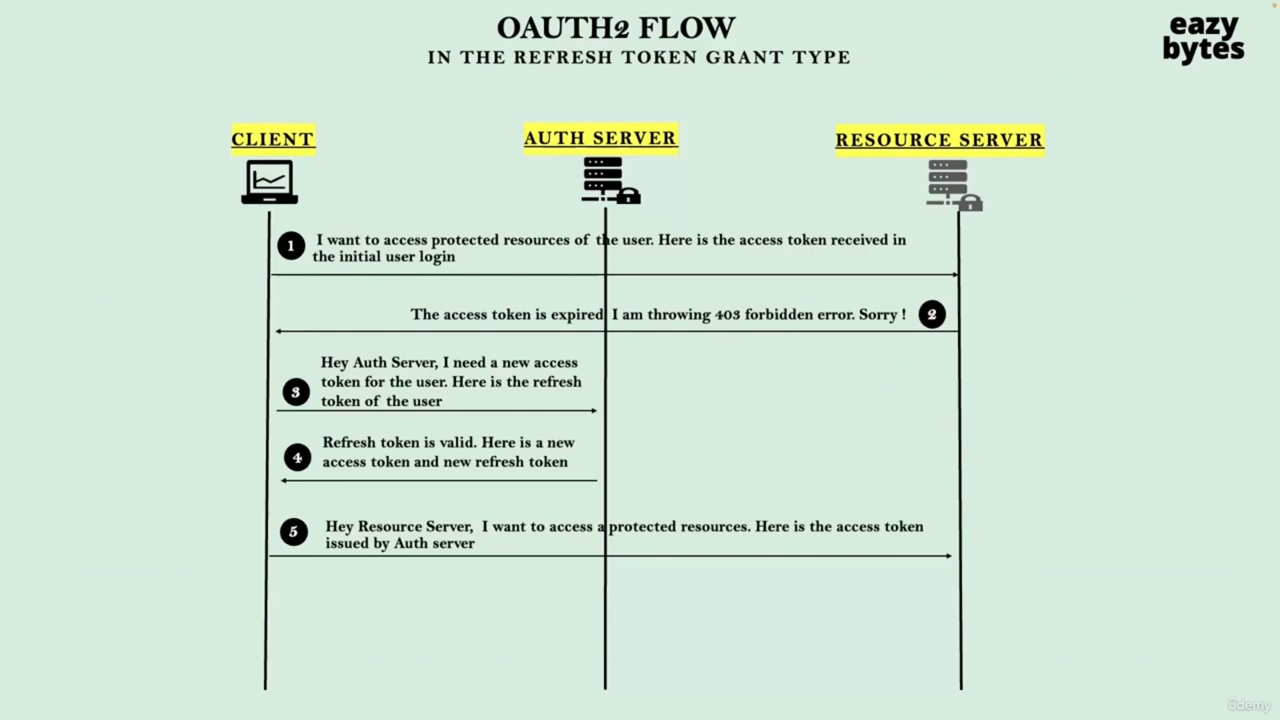 OAUTH2 FLOW
IN THE REFRESH TOKEN GRANT TYPE
eazy
bytes
CLIENT
AUTH SERVER
RESOURCE SERVER
1
I want to access protected resources of the user. Here is the access token received in
the initial user login
The access token is expired. I am throwing 403 forbidden error. Sorry !
2
Hey Auth Server, I need a new access
token for the user. Here is the refresh
token of the user
3
Refresh token is valid. Here is a new
access token and new refresh token
4
Hey Resource Server, I want to access a protected resources. Here is the access token
issued by Auth server
5
ûdemy